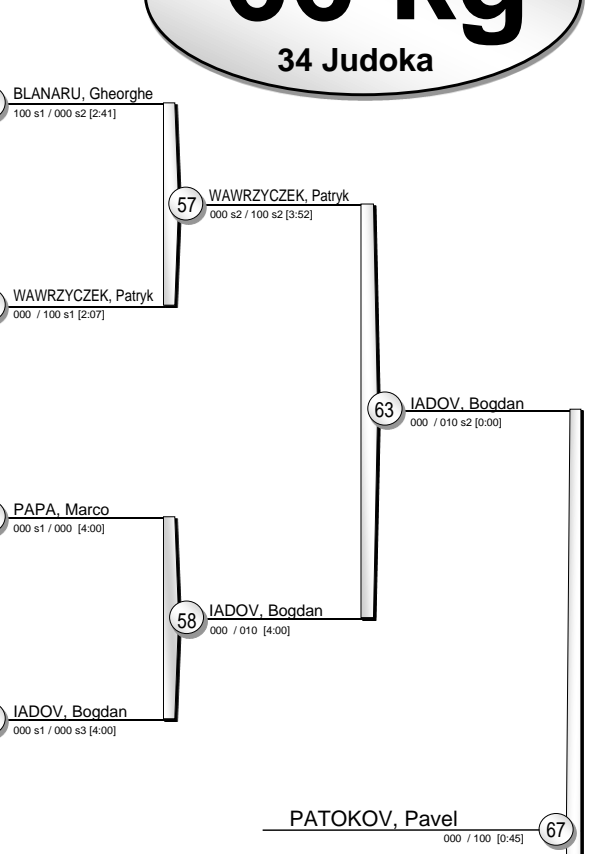 34 Judoka
BLANARU, Gheorghe
100 s1 / 000 s2 [2:41]
57
WAWRZYCZEK, Patryk
000 s2 / 100 s2 [3:52]
WAWRZYCZEK, Patryk
000 / 100 s1 [2:07]
63
IADOV, Bogdan
000 / 010 s2 [0:00]
PAPA, Marco
000 s1 / 000 [4:00]
58
IADOV, Bogdan
000 / 010 [4:00]
IADOV, Bogdan
000 s1 / 000 s3 [4:00]
PATOKOV, Pavel
000 / 100 [0:45]
67